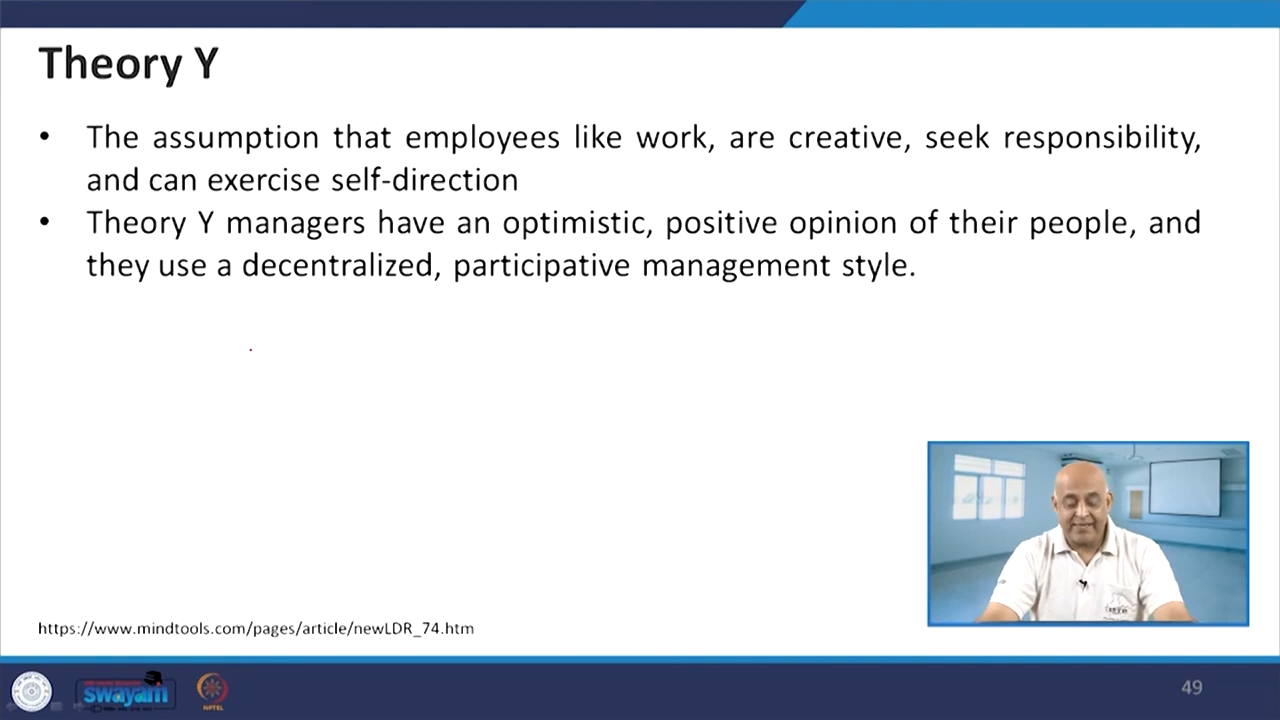 Theory Y
• The assumption that employees like work, are creative, seek responsibility,
and can exercise self-direction
• Theory Y managers have an optimistic, positive opinion of their people, and
they use a decentralized, participative management style.
https://www.mindtools.com/pages/article/newLDR_74.htm
swayam
NPTEL
49